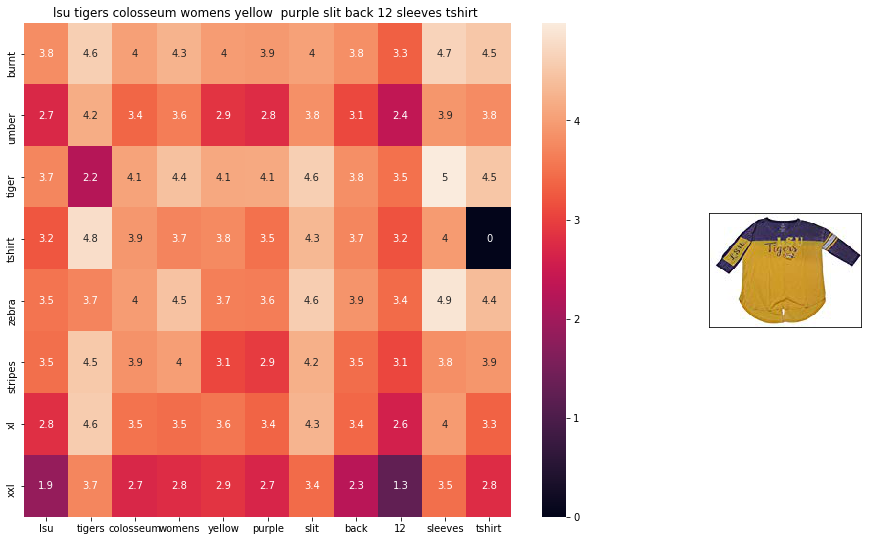 lsu tigers colosseum womens yellow  purple slit back 12 sleeves tshirt
burnt 3.8 4.6 4 4.3 4 3.9 4 3.8 3.3 4.7 4.5
umber 2.7 4.2 3.4 3.6 2.9 2.8 3.8 3.1 2.4 3.9 3.8
tiger 3.7 2.2 4.1 4.4 4.1 4.1 4.6 3.8 3.5 5 4.5
tshirt 3.2 4.8 3.9 3.7 3.8 3.5 4.3 3.7 3.2 4 0
zebra 3.5 3.7 4 4.5 3.7 3.6 4.6 3.9 3.4 4.9 4.4
stripes 3.5 4.5 3.9 4 3.1 2.9 4.2 3.5 3.1 3.8 3.9
xl 2.8 4.6 3.5 3.5 3.6 3.4 4.3 3.4 2.6 4 3.3
xxl 1.9 3.7 2.7 2.8 2.9 2.7 3.4 2.3 1.3 3.5 2.8
lsu tigers colosseum womens yellow purple slit back 12 sleeves tshirt
4
3
2
1
0
LSU
Tigers